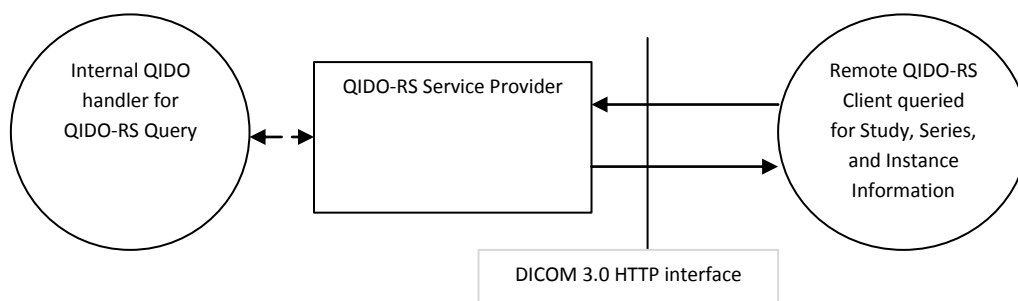 Internal QIDO
handler for
QIDO-RS Query
QIDO-RS Service Provider
Remote QIDO-RS
Client queried
for Study, Series,
and Instance
Information
DICOM 3.0 HTTP interface